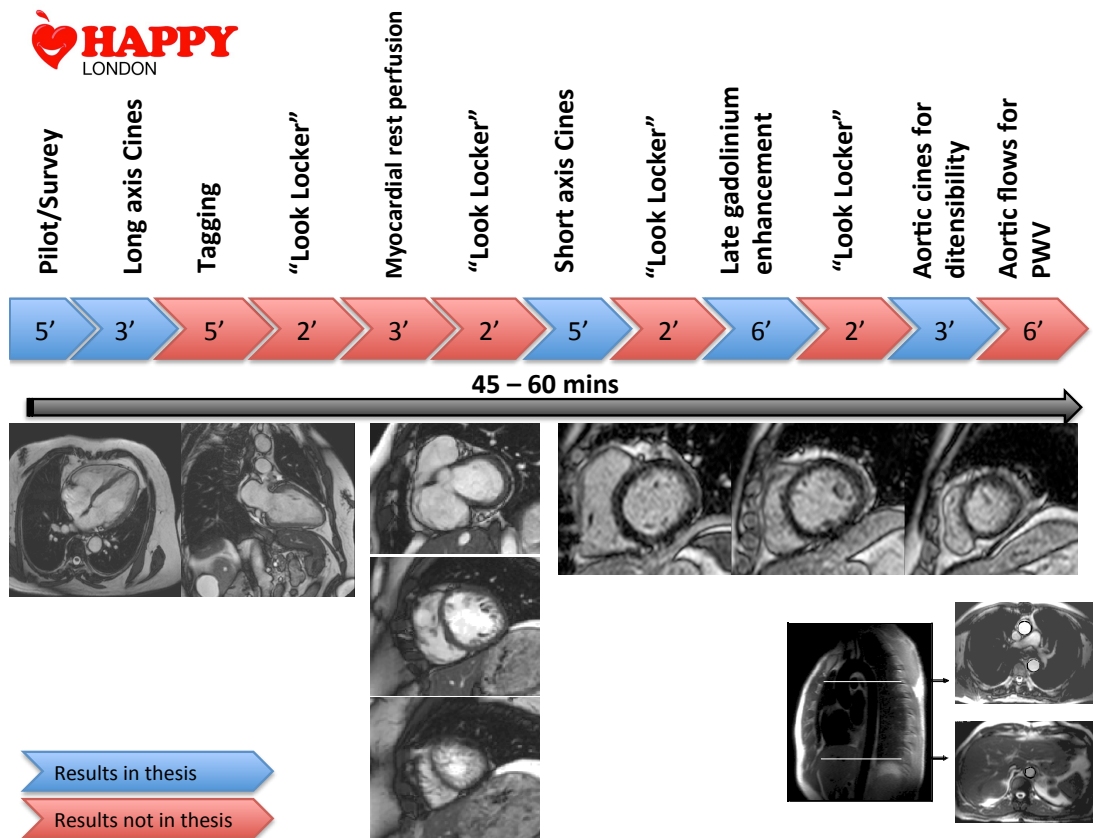 HAPPY
LONDON
Pilot/Survey
Long axis Cines
Tagging
“Look Locker”
Myocardial rest perfusion
“Look Locker”
Short axis Cines
“Look Locker”
Late gadolinium
enhancement
“Look Locker”
Aortic cines for
ditensibility
Aortic flows for
PWV
5’
3’
5’
2’
3’
2’
5’
2’
6’
2’
3’
6’
45 – 60 mins
Results in thesis
Results not in thesis